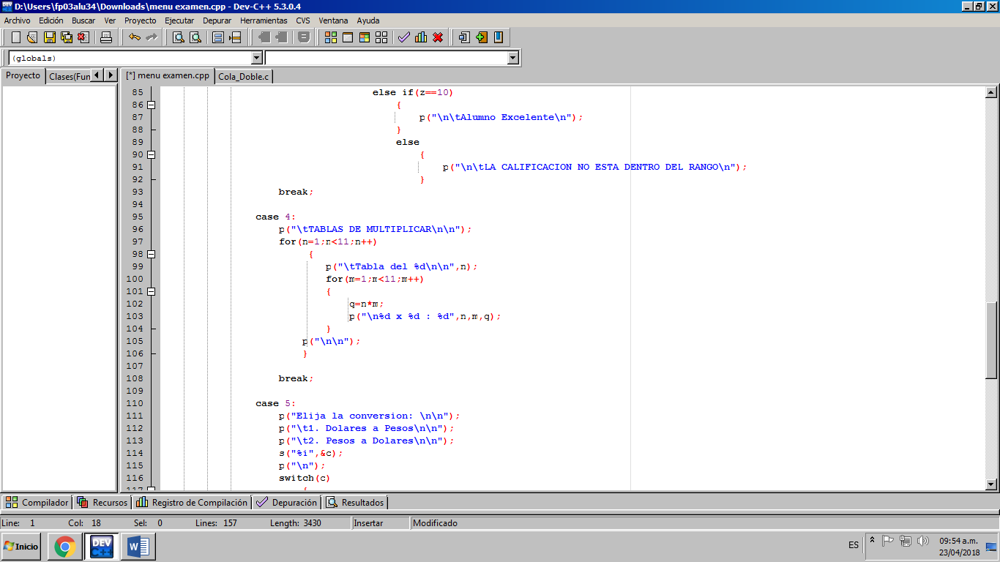 D:\Users\fp03alu34\Downloads\menu examen.cpp - Dev-C++ 5.3.0.4
Archivo Edición Buscar Ver Proyecto Ejecutar Depurar Herramientas CVS Ventana Ayuda
(globals)
Proyecto Clases(Fun [*] menu examen.cpp Cola_Doble.c
85 else if(z==10)
86 {
87 p("\n\tAlumno Excelente\n");
88 }
89 else
90 {
91 p("\n\tLA CALIFICACION NO ESTA DENTRO DEL RANGO\n");
92 }
93 break;
94
95 case 4:
96 p("\tTABLAS DE MULTIPLICAR\n\n");
97 for(n=1;n<11;n++)
98 {
99 p("\tTabla del %d\n\n",n);
100 for(m=1;m<11;m++)
101 {
102 q=n*m;
103 p("\n%d x %d : %d",n,m,q);
104 }
105 p("\n\n");
106 }
107
108 break;
109
110 case 5:
111 p("Elija la conversion: \n\n");
112 p("\t1. Dolares a Pesos\n\n");
113 p("\t2. Pesos a Dolares\n\n");
114 s("%i",&c);
115 p("\n");
116 switch(c)
117 {
Compilador Recursos Registro de Compilación Depuración Resultados
Line: 1 Col: 18 Sel: 0 Lines: 157 Length: 3430 Insertar Modificado
Inicio DEV C++ W ES 09:54 a.m.
23/04/2018